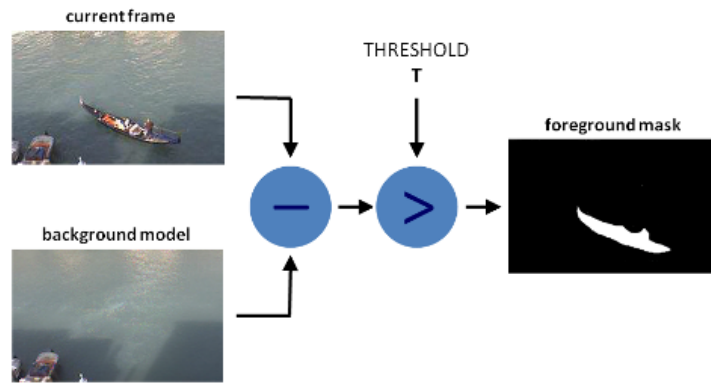 current frame
THRESHOLD
T
foreground mask
−
>
background model